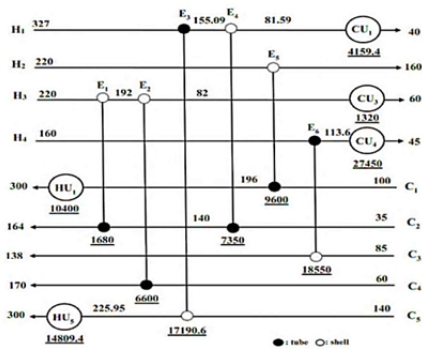 E₃ E₄
H₁ 327 155.09 81.59 CU₁ 40
4159.4
E₅
H₂ 220 160
E₁ E₂
H₃ 220 192 82 CU₃ 60
1320
E₆
H₄ 160 113.6 CU₄ 45
27450
300 HU₁ 196 100 C₁
10400 9600
164 140 35 C₂
1680 7350
138 85 C₃
18550
170 60 C₄
6600
300 HU₅ 225.95 140 C₅
14809.4 17190.6
: tube : shell